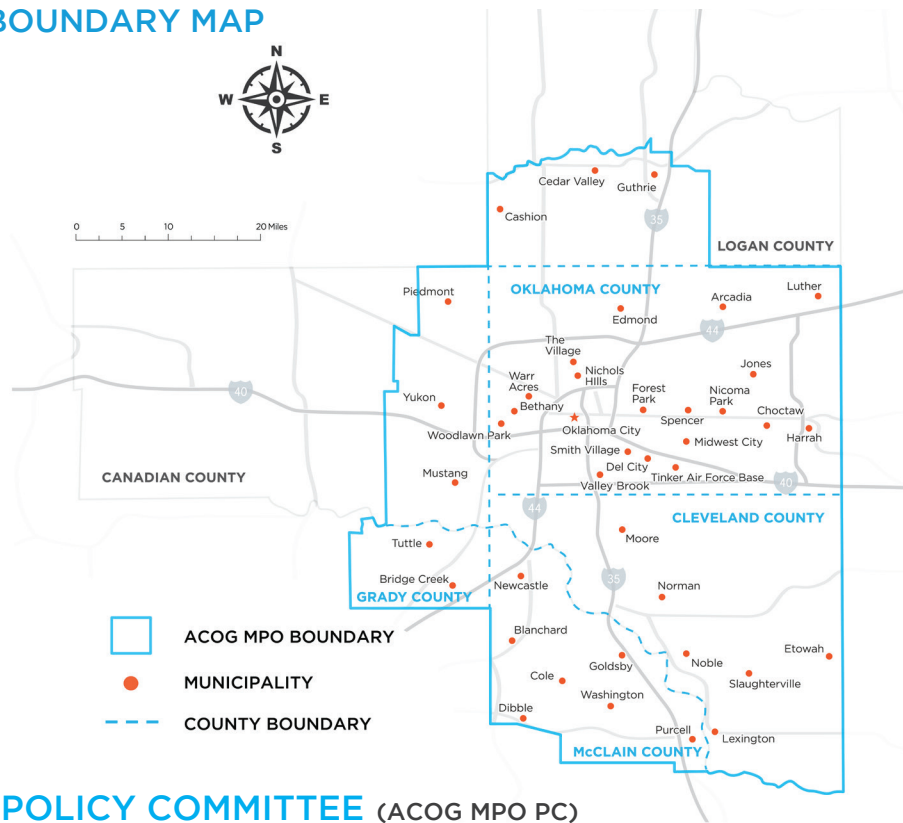 BOUNDARY MAP
N
W
E
S
0
5
10
20 Miles
Cedar Valley
Guthrie
Cashion
35
LOGAN COUNTY
Piedmont
OKLAHOMA COUNTY
Edmond
Arcadia
Luther
44
The
Village
Nichols
HIlls
Warr
Acres
Bethany
Jones
Forest
Park
Nicoma
Park
Choctaw
40
Yukon
Woodlawn Park
Oklahoma City
Spencer
Harrah
Smith Village
Midwest City
CANADIAN COUNTY
Mustang
Del City
Valley Brook
Tinker Air Force Base
40
44
CLEVELAND COUNTY
Moore
Tuttle
Bridge Creek
GRADY COUNTY
Newcastle
35
Norman
ACOG MPO BOUNDARY
Blanchard
Goldsby
Noble
Etowah
MUNICIPALITY
Cole
Slaughterville
Washington
COUNTY BOUNDARY
Dibble
Purcell
Lexington
McCLAIN COUNTY
POLICY COMMITTEE (ACOG MPO PC)